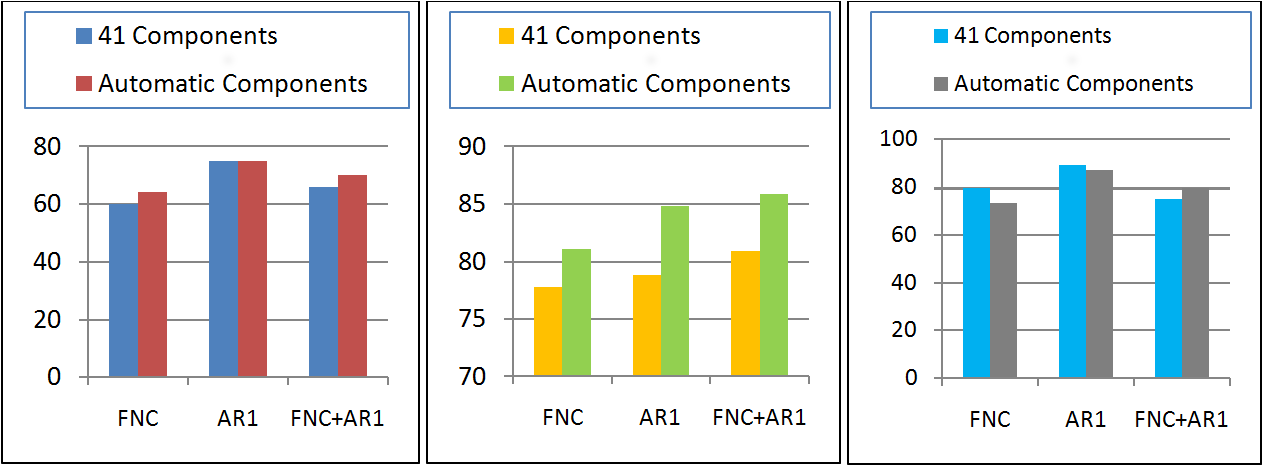 41 Components
Automatic Components
80
60
40
20
0
FNC AR1 FNC+AR1
41 Components
Automatic Components
90
85
80
75
70
FNC AR1 FNC+AR1
41 Components
Automatic Components
100
80
60
40
20
0
FNC AR1 FNC+AR1